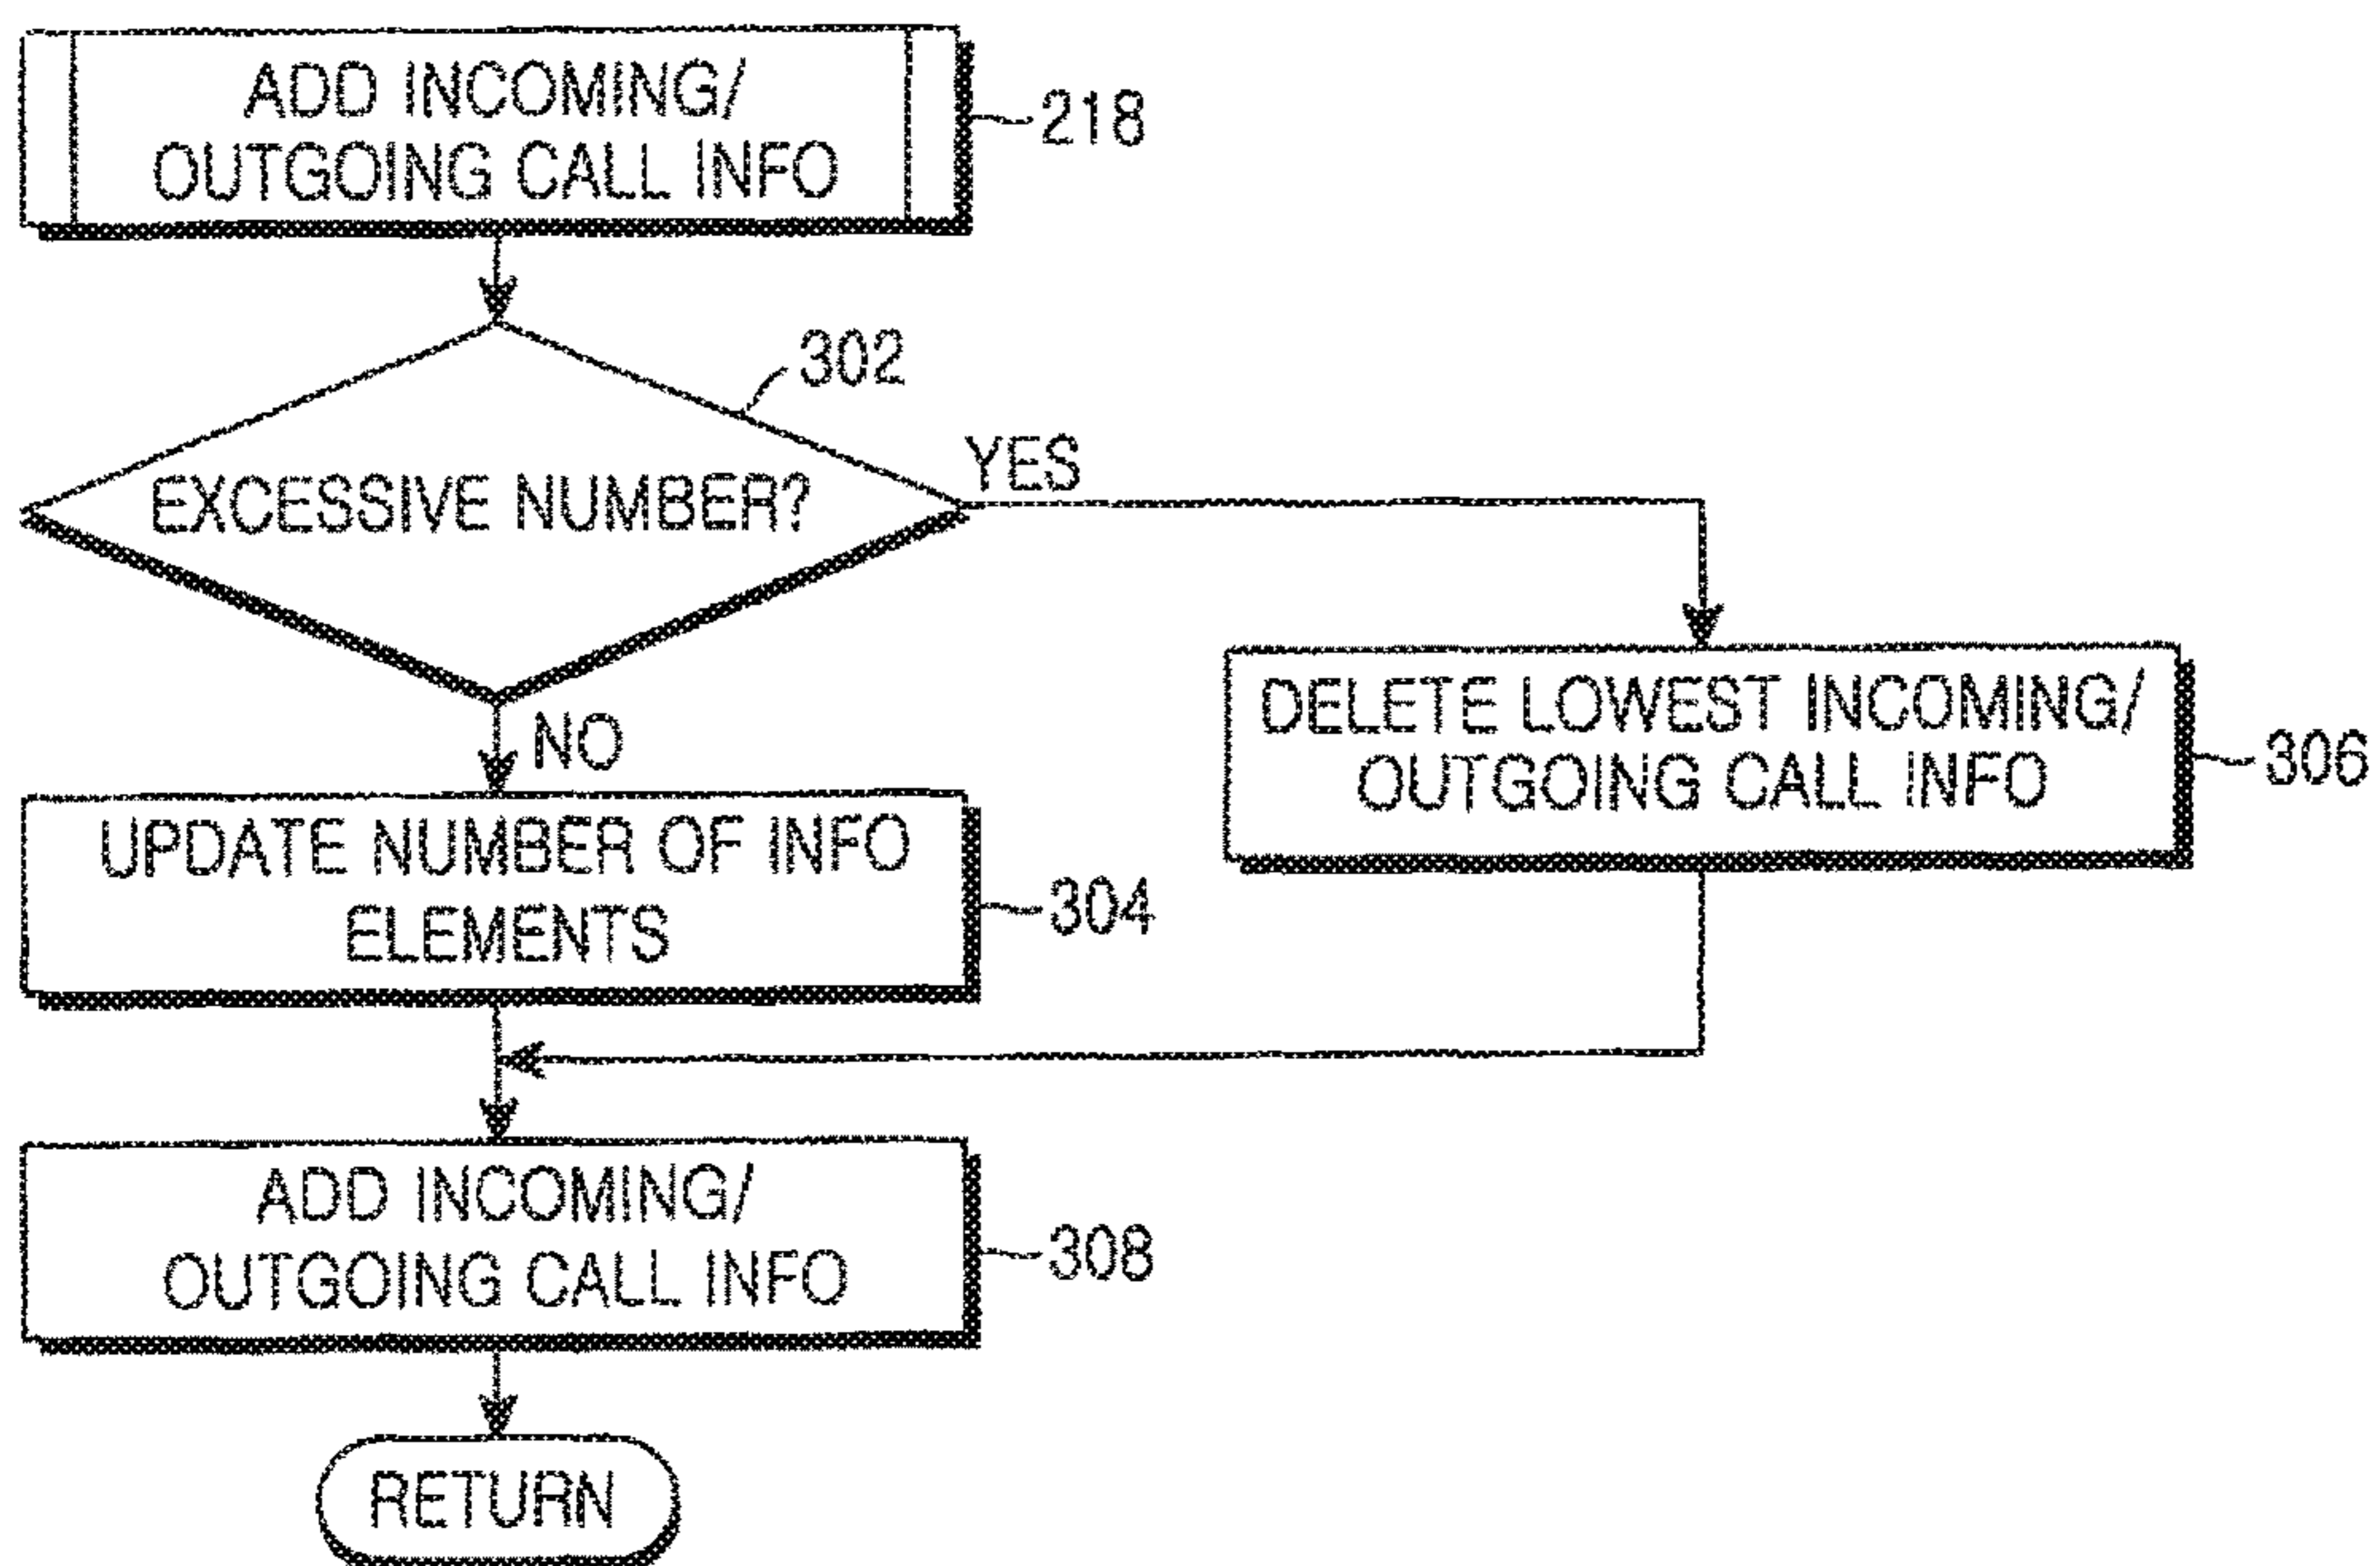 ADD INCOMING/
OUTGOING CALL INFO
218
302
EXCESSIVE NUMBER?
YES
NO
DELETE LOWEST INCOMING/
OUTGOING CALL INFO
306
UPDATE NUMBER OF INFO
ELEMENTS
304
ADD INCOMING/
OUTGOING CALL INFO
308
RETURN